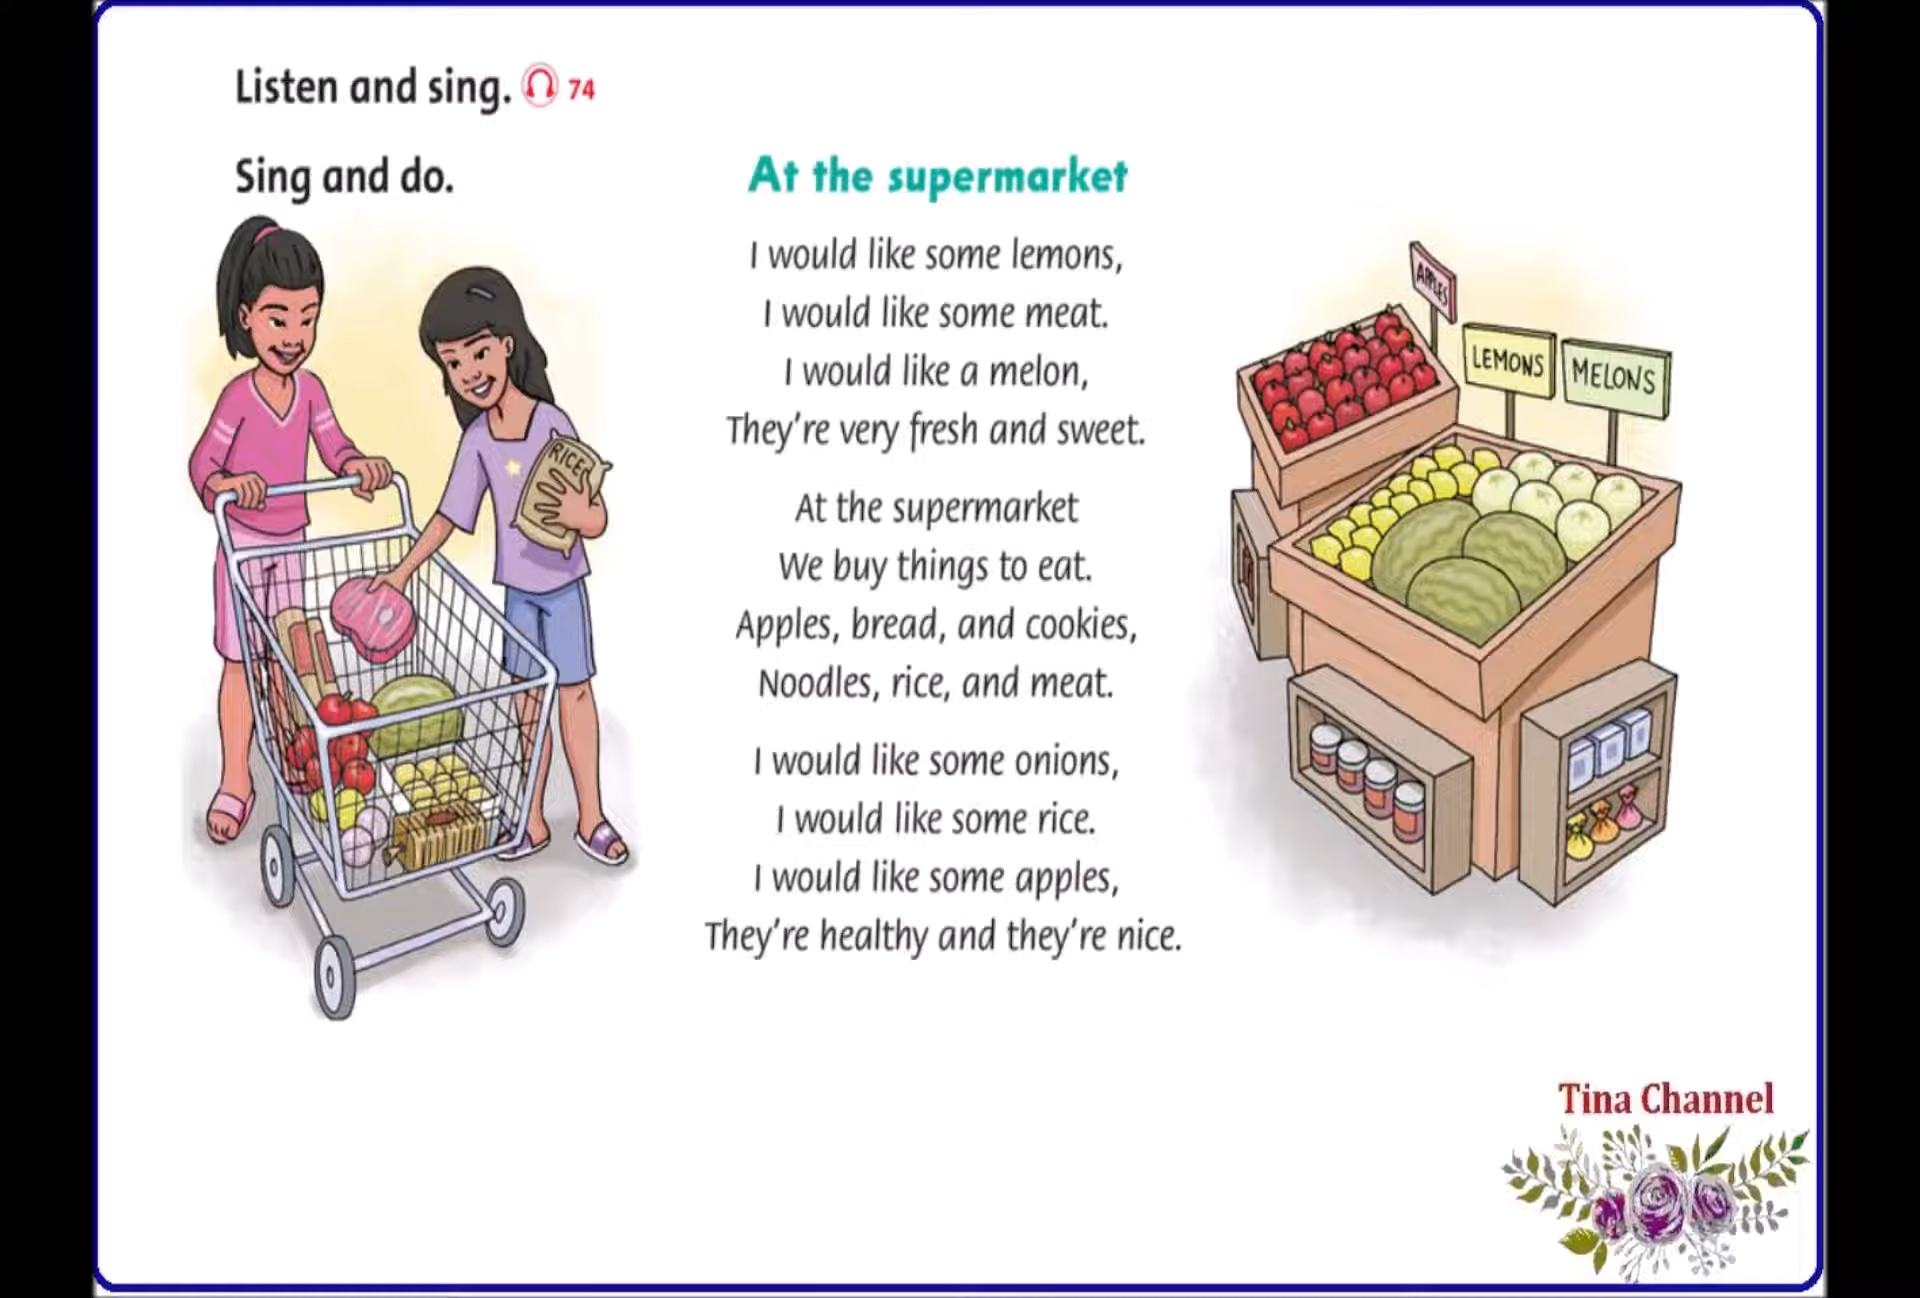 Listen and sing. 74
Sing and do.
At the supermarket
I would like some lemons,
I would like some meat.
I would like a melon,
They're very fresh and sweet.
At the supermarket
We buy things to eat.
Apples, bread, and cookies,
Noodles, rice, and meat.
I would like some onions,
I would like some rice.
I would like some apples,
They're healthy and they're nice.
RICE
APPLES
LEMONS
MELONS
Tina Channel